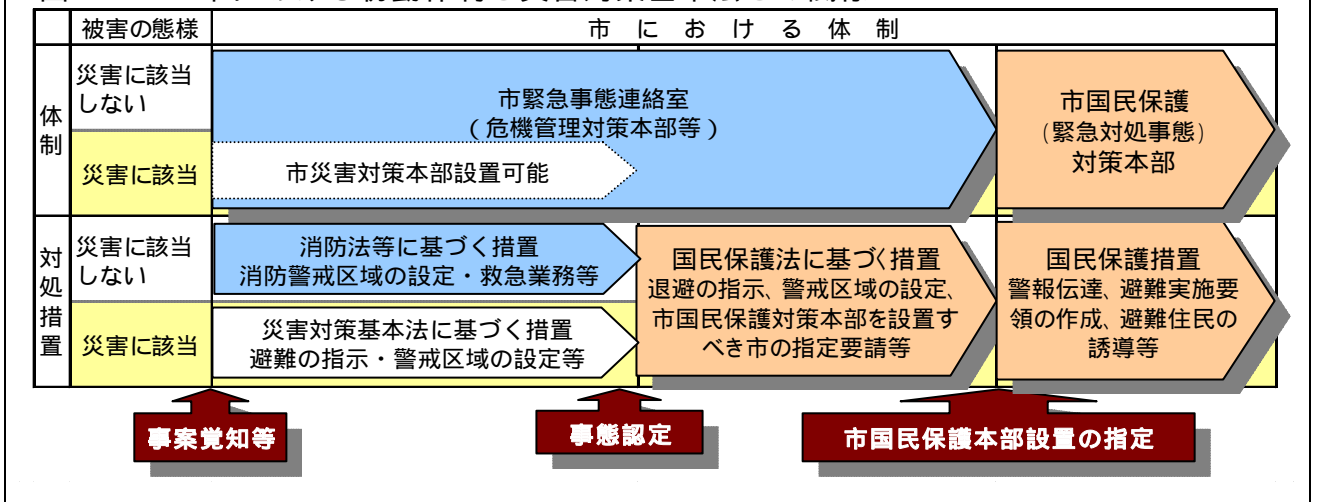 被害の態様
市における体制
体制
災害に該当
しない
災害に該当
市緊急事態連絡室
（危機管理対策本部等）
市災害対策本部設置可能
市国民保護
(緊急対処事態)
対策本部
対処措置
災害に該当
しない
災害に該当
消防法等に基づく措置
消防警戒区域の設定・救急業務等
災害対策基本法に基づく措置
避難の指示・警戒区域の設定等
国民保護法に基づく措置
退避の指示、警戒区域の設定、
市国民保護対策本部を設置す
べき市の指定要請等
国民保護措置
警報伝達、避難実施要
領の作成、避難住民の
誘導等
事案覚知等
事態認定
市国民保護本部設置の指定